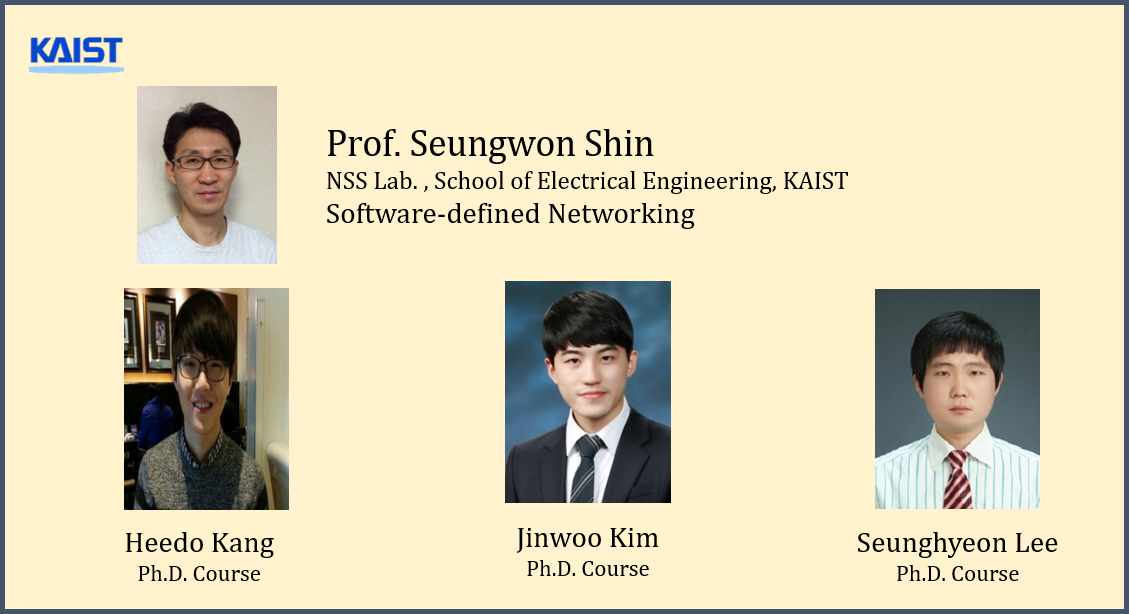 KAIST
Prof. Seungwon Shin
NSS Lab. , School of Electrical Engineering, KAIST
Software-defined Networking
Heedo Kang
Ph.D. Course
Jinwoo Kim
Ph.D. Course
Seunghyeon Lee
Ph.D. Course